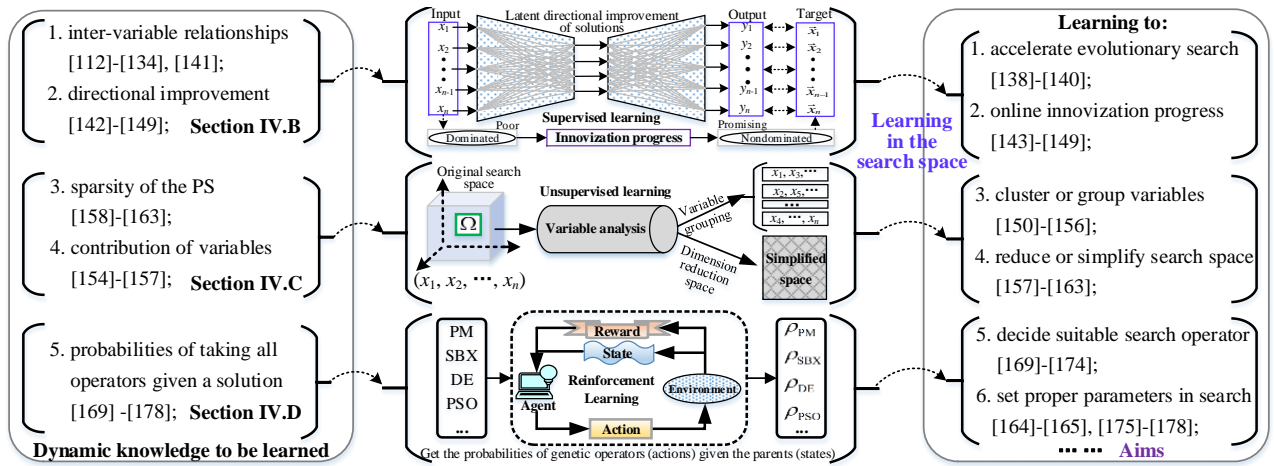 1. inter-variable relationships
[112]-[134], [141];
2. directional improvement
[142]-[149]; Section IV.B
3. sparsity of the PS
[158]-[163];
4. contribution of variables
[154]-[157]; Section IV.C
5. probabilities of taking all
operators given a solution
[169] -[178]; Section IV.D
Dynamic knowledge to be learned
Input
Latent directional improvement
of solutions
Output
Target
x1
x2
xn-1
xn
y1
y2
yn-1
yn
x⃗1
x⃗2
x⃗n−1
x⃗n
Supervised learning
Poor
Promising
Dominated
Innovization progress
Nondominated
Original search
space
Ω
(x1, x2, ···, xn)
Unsupervised learning
Variable analysis
Variable
grouping
Dimension
reduction
space
x1, x3,···
x2, x5,···
···
x4, ···, xn
Simplified
space
PM
SBX
DE
PSO
...
Reward
State
Reinforcement
Learning
Agent
Environment
Action
ρPM
ρSBX
ρDE
ρPSO
...
Get the probabilities of genetic operators (actions) given the parents (states)
Learning
in the
search space
Learning to:
1. accelerate evolutionary search
[138]-[140];
2. online innovization progress
[143]-[149];
3. cluster or group variables
[150]-[156];
4. reduce or simplify search space
[157]-[163];
5. decide suitable search operator
[169]-[174];
6. set proper parameters in search
[164]-[165], [175]-[178];
··· ··· Aims